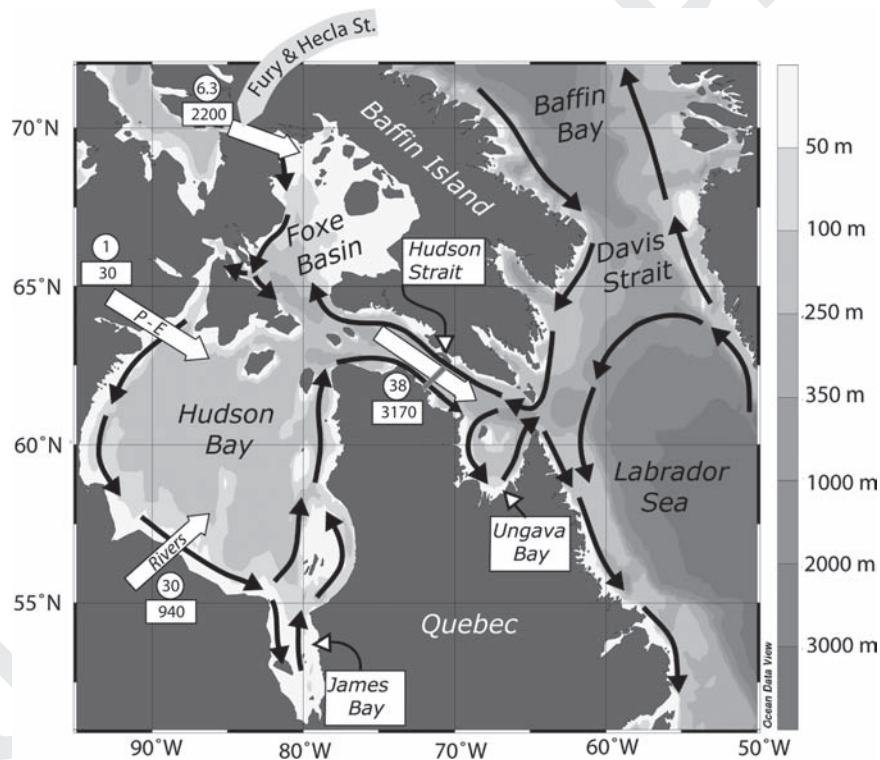 Fury & Hecla St.
6.3
2200
70°N
Baffin
Bay
Baffin Island
50 m
Foxe
Basin
Hudson
Strait
Davis
Strait
100 m
1
30
65°N
P-E
250 m
38
3170
350 m
Hudson
Bay
60°N
Labrador
Sea
1000 m
Ungava
Bay
Rivers
30
940
2000 m
55°N
Quebec
3000 m
James
Bay
Ocean Data View
90°W
80°W
70°W
60°W
50°W